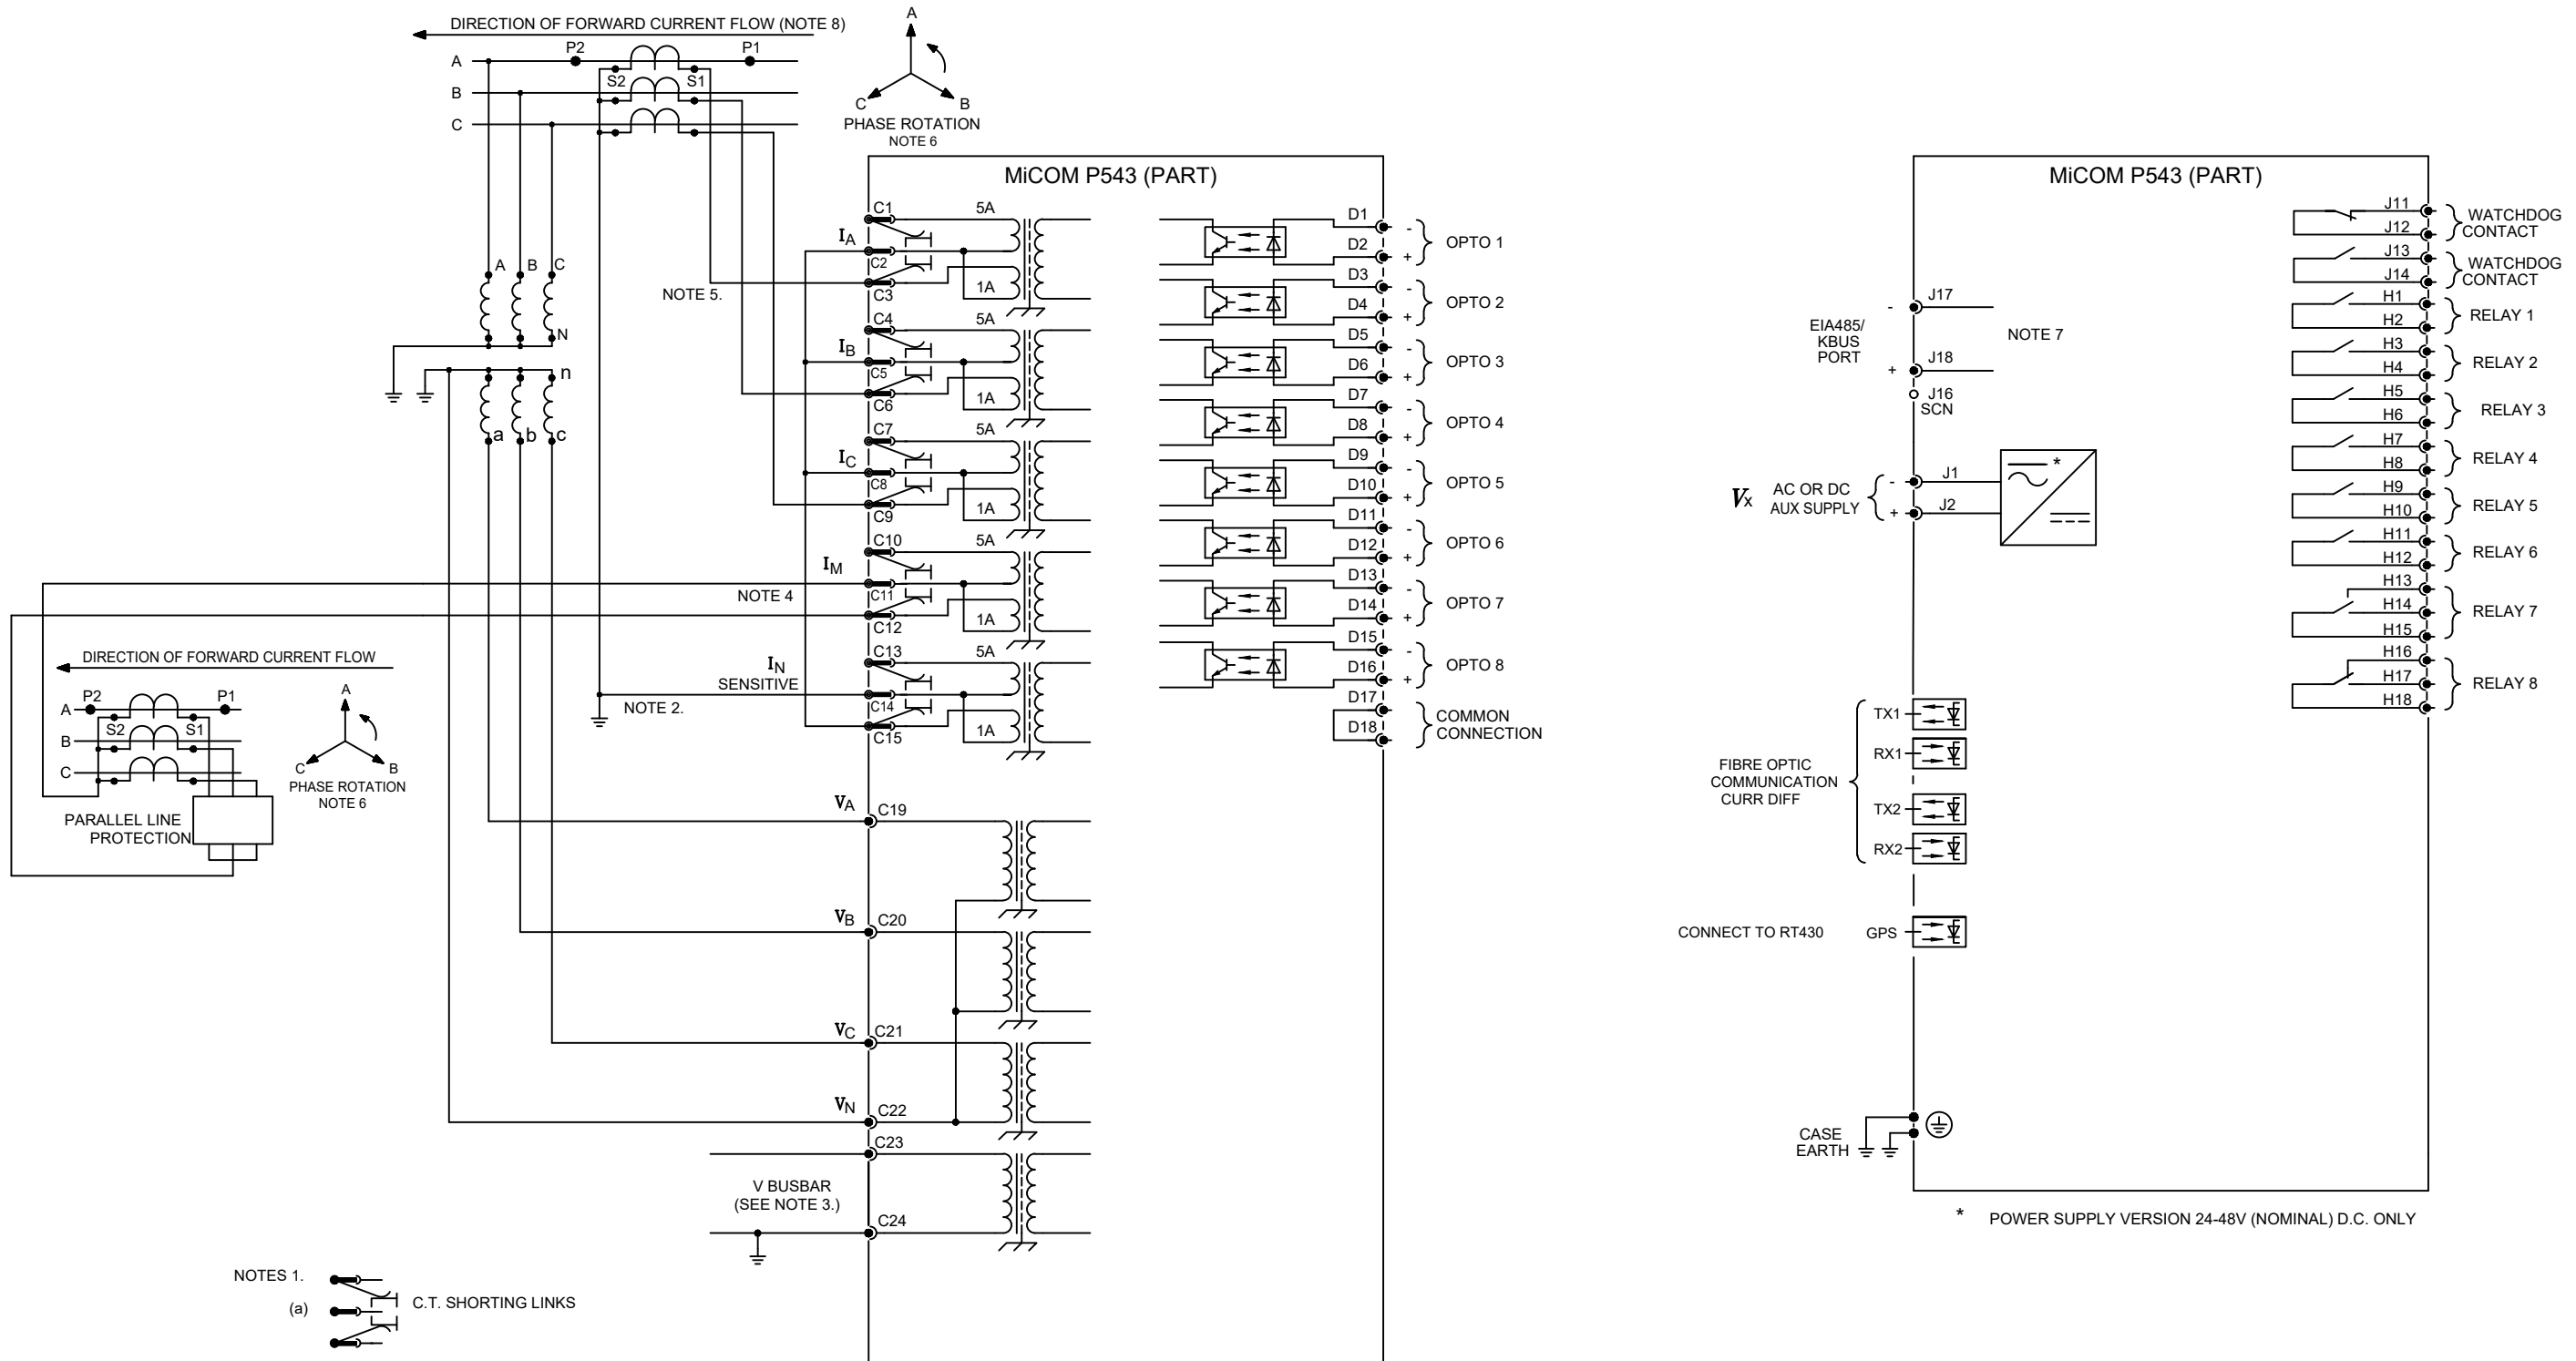 DIRECTION OF FORWARD CURRENT FLOW (NOTE 8)
A
P2
P1
A
S2
S1
B
C
C
B
PHASE ROTATION
NOTE 6
A
B
C
N
n
a
b
c
NOTE 5.
NOTE 4
NOTE 2.
DIRECTION OF FORWARD CURRENT FLOW
P2
P1
A
S2
S1
B
C
A
C
B
PHASE ROTATION
NOTE 6
PARALLEL LINE
PROTECTION
MiCOM P543 (PART)
C1
5A
IA
C2
C3
1A
C4
5A
IB
C5
C6
1A
C7
5A
IC
C8
C9
1A
C10
5A
IM
C11
C12
1A
C13
5A
IN
SENSITIVE
C14
C15
1A
VA
C19
VB
C20
VC
C21
VN
C22
C23
V BUSBAR
(SEE NOTE 3.)
C24
D1
-
D2
+
OPTO 1
D3
-
D4
+
OPTO 2
D5
-
D6
+
OPTO 3
D7
-
D8
+
OPTO 4
D9
-
D10
+
OPTO 5
D11
-
D12
+
OPTO 6
D13
-
D14
+
OPTO 7
D15
-
D16
+
OPTO 8
D17
D18
COMMON
CONNECTION
NOTES 1.
(a)
C.T. SHORTING LINKS
MiCOM P543 (PART)
-
J17
EIA485/
KBUS
PORT
NOTE 7
+
J18
J16
SCN
Vx
AC OR DC
AUX SUPPLY
-
J1
+
J2
*
FIBRE OPTIC
COMMUNICATION
CURR DIFF
TX1
RX1
TX2
RX2
CONNECT TO RT430
GPS
CASE
EARTH
J11
J12
WATCHDOG
CONTACT
J13
J14
WATCHDOG
CONTACT
H1
H2
RELAY 1
H3
H4
RELAY 2
H5
H6
RELAY 3
H7
H8
RELAY 4
H9
H10
RELAY 5
H11
H12
RELAY 6
H13
H14
H15
RELAY 7
H16
H17
H18
RELAY 8
* POWER SUPPLY VERSION 24-48V (NOMINAL) D.C. ONLY